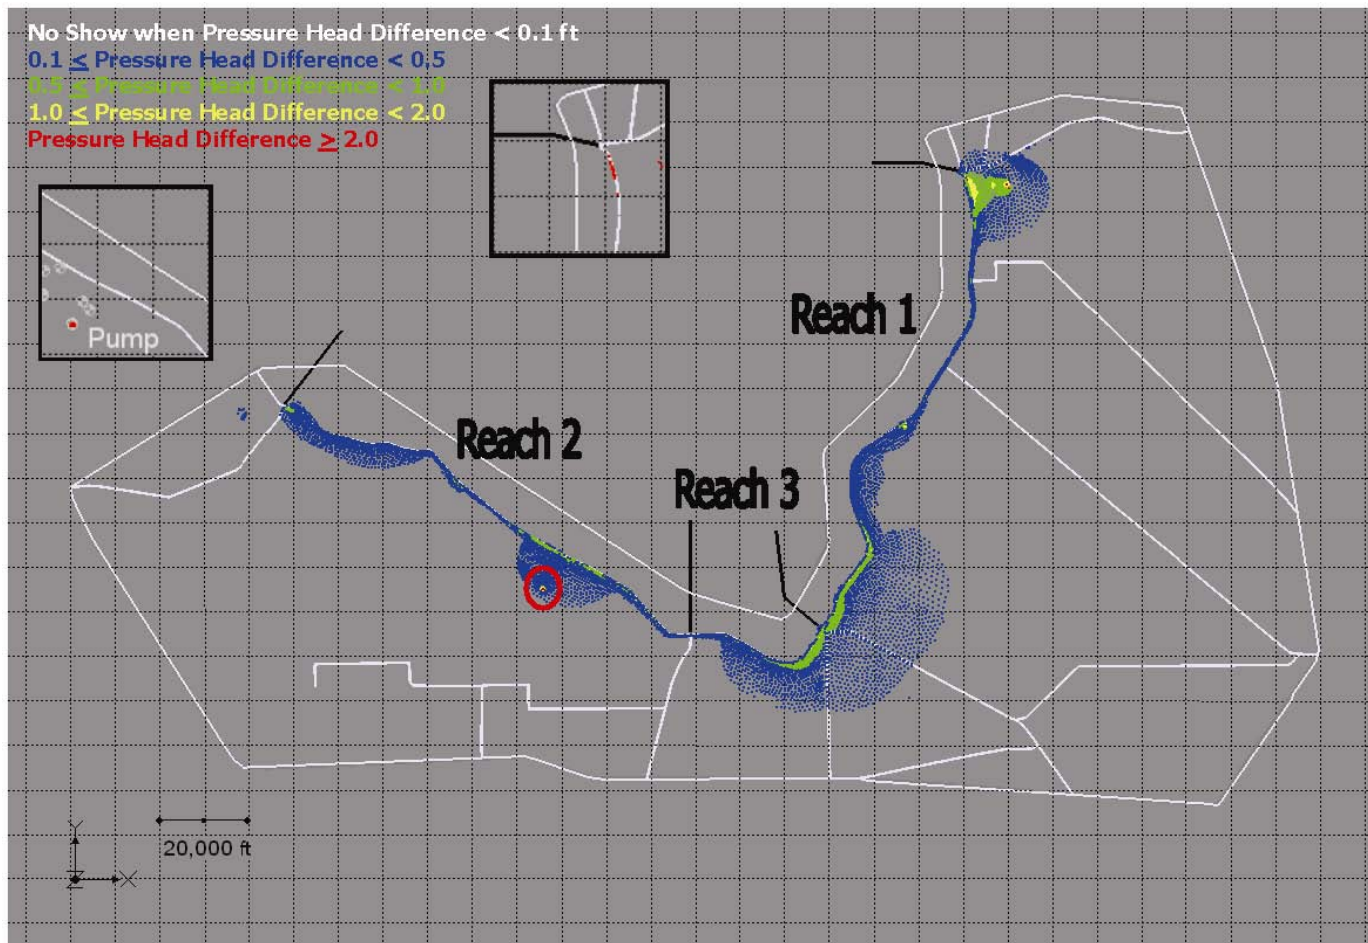 No Show when Pressure Head Difference < 0.1 ft
0.1 ≤ Pressure Head Difference < 0.5
0.5 ≤ Pressure Head Difference < 1.0
1.0 ≤ Pressure Head Difference < 2.0
Pressure Head Difference ≥ 2.0
Pump
Reach 1
Reach 2
Reach 3
20,000 ft
Y
Z
X